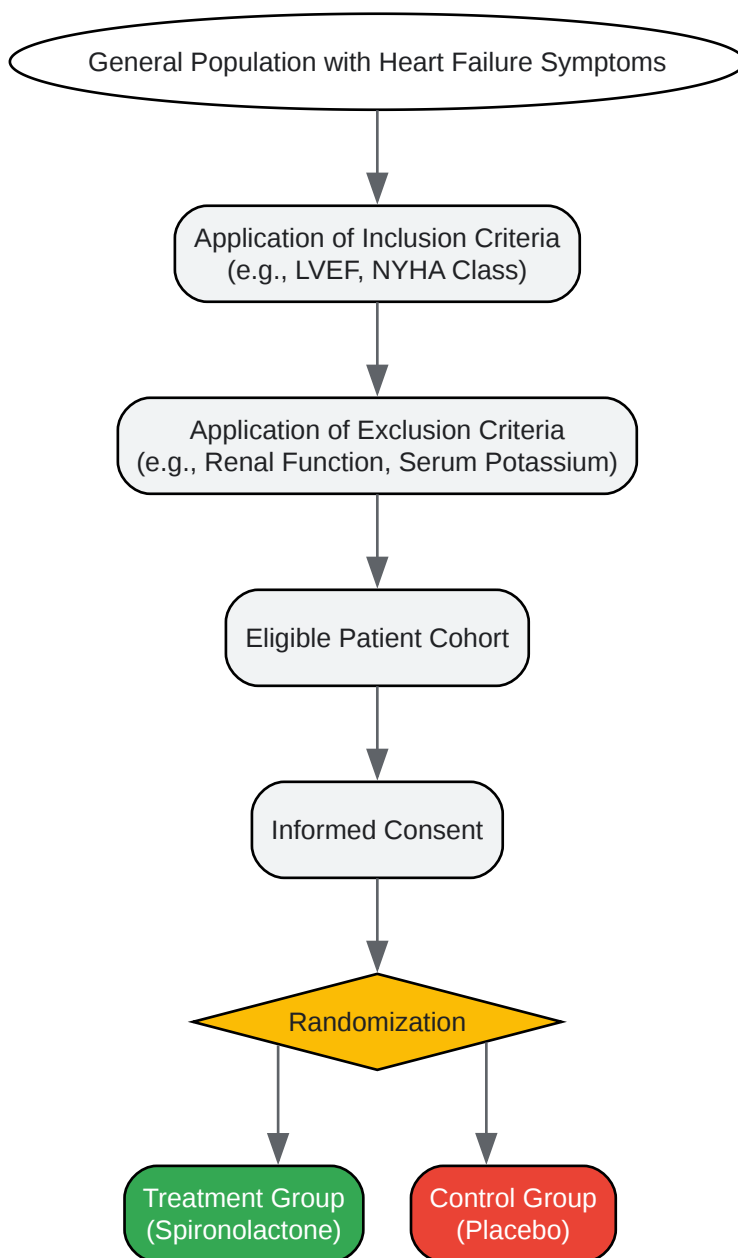 General Population with Heart Failure Symptoms
Application of Inclusion Criteria
(e.g., LVEF, NYHA Class)
Application of Exclusion Criteria
(e.g., Renal Function, Serum Potassium)
Eligible Patient Cohort
Informed Consent
Randomization
Treatment Group
(Spironolactone)
Control Group
(Placebo)